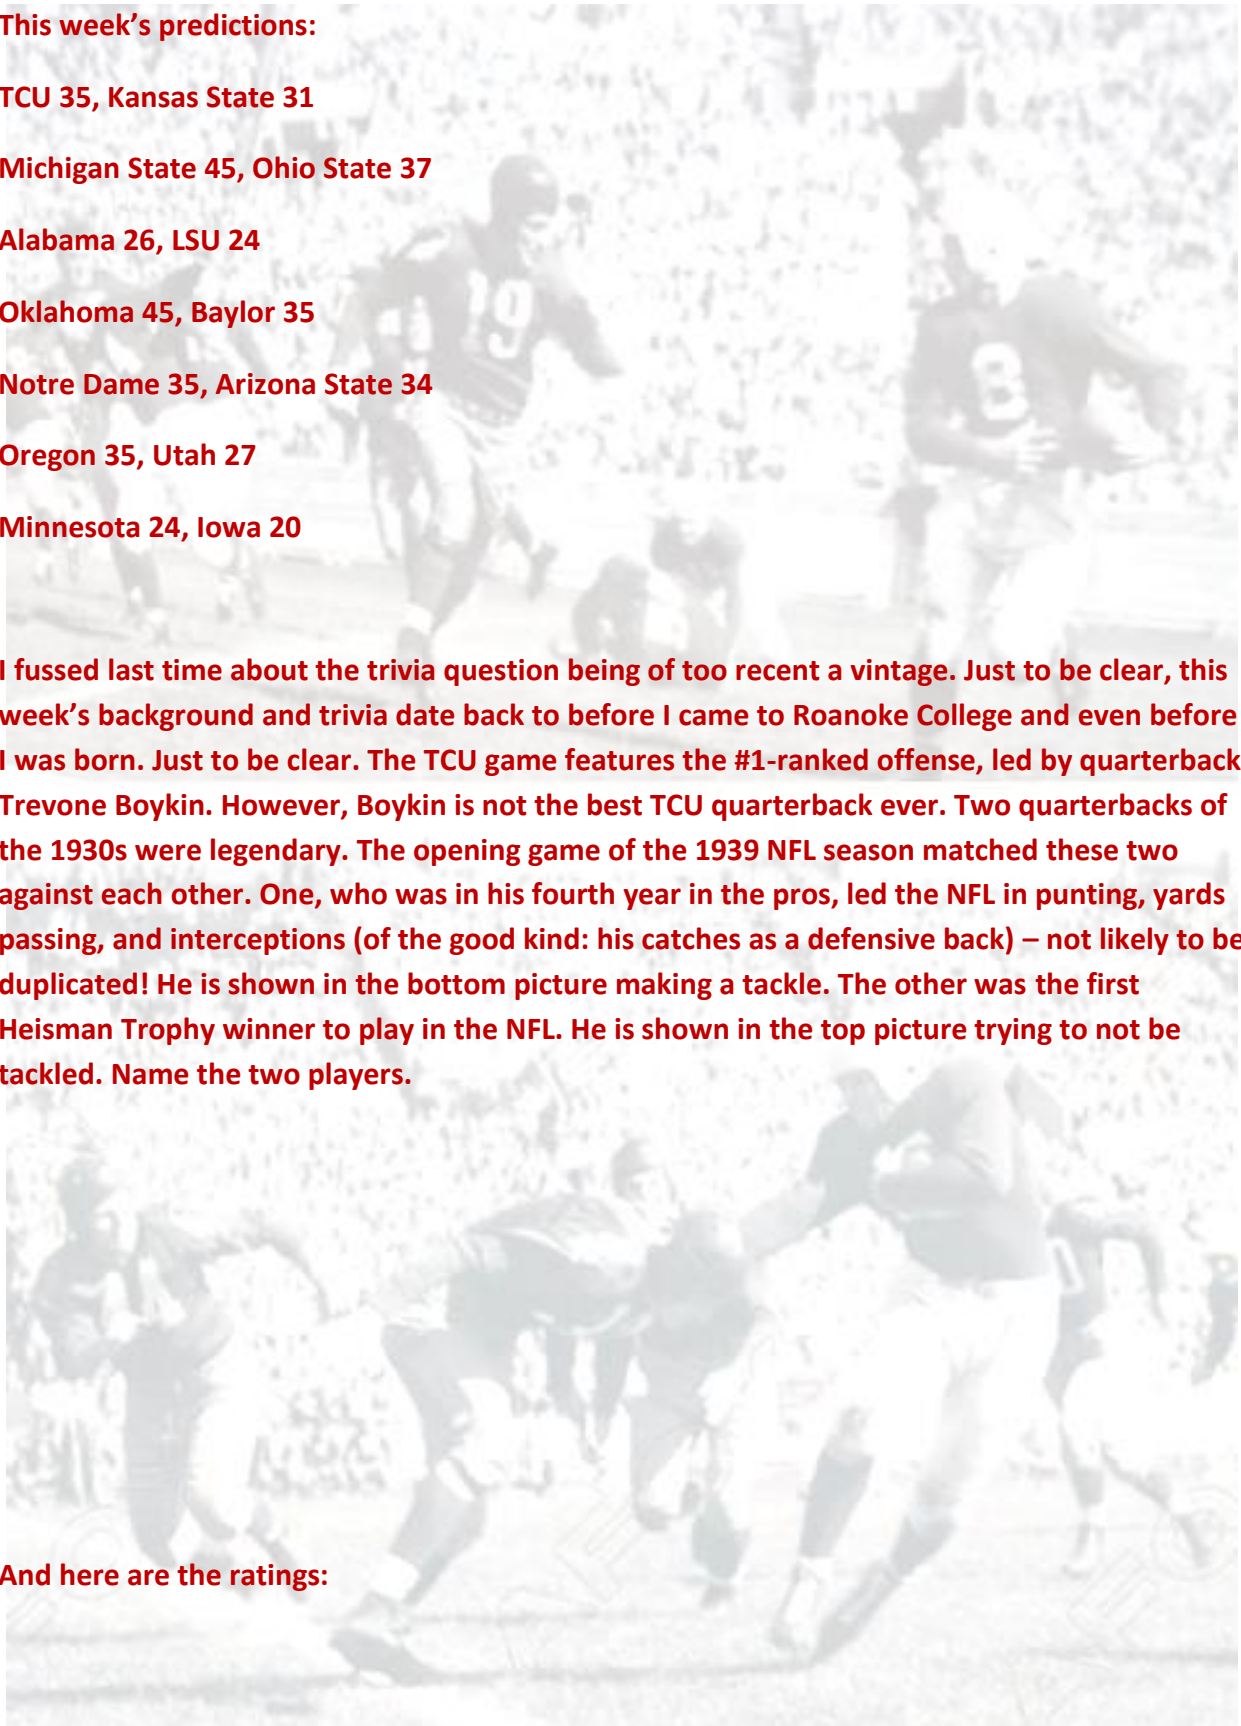 This week’s predictions:
TCU 35, Kansas State 31
Michigan State 45, Ohio State 37
Alabama 26, LSU 24
Oklahoma 45, Baylor 35
Notre Dame 35, Arizona State 34
Oregon 35, Utah 27
Minnesota 24, Iowa 20
19
8
I fussed last time about the trivia question being of too recent a vintage. Just to be clear, this
week’s background and trivia date back to before I came to Roanoke College and even before
I was born. Just to be clear. The TCU game features the #1-ranked offense, led by quarterback
Trevone Boykin. However, Boykin is not the best TCU quarterback ever. Two quarterbacks of
the 1930s were legendary. The opening game of the 1939 NFL season matched these two
against each other. One, who was in his fourth year in the pros, led the NFL in punting, yards
passing, and interceptions (of the good kind: his catches as a defensive back) – not likely to be
duplicated! He is shown in the bottom picture making a tackle. The other was the first
Heisman Trophy winner to play in the NFL. He is shown in the top picture trying to not be
tackled. Name the two players.
And here are the ratings: